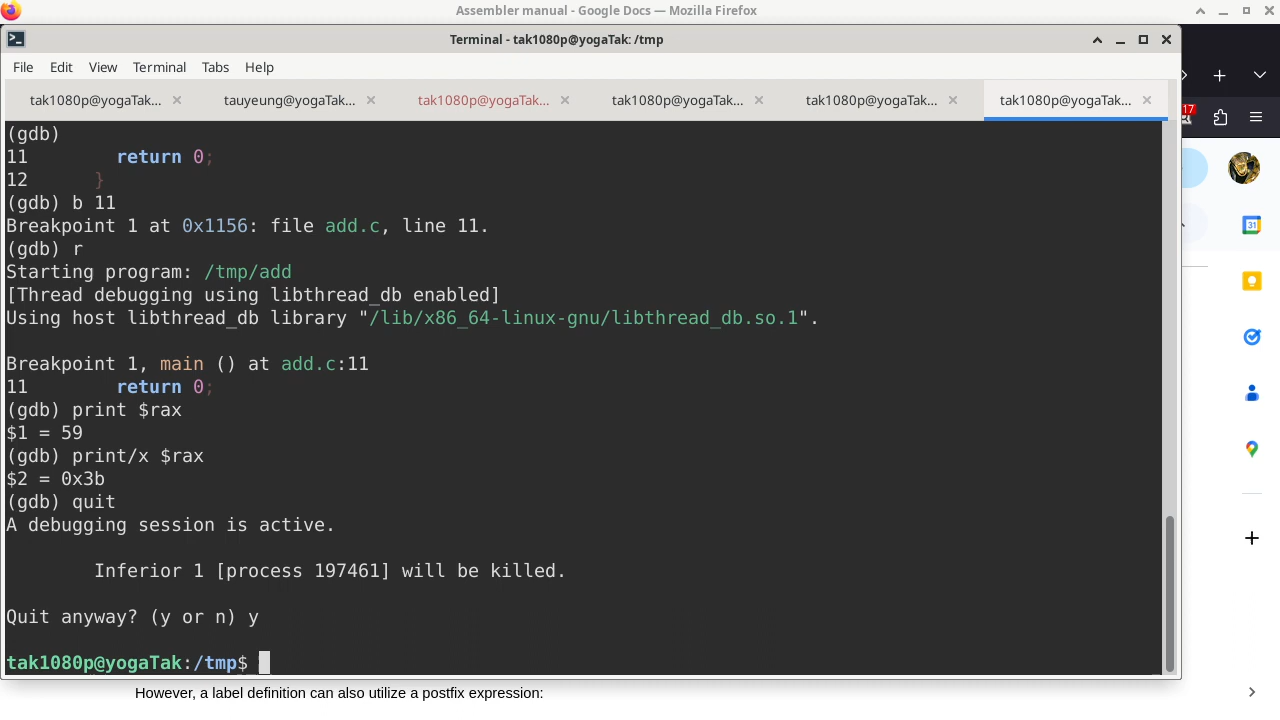 Assembler manual - Google Docs — Mozilla Firefox
Terminal - tak1080p@yogaTak: /tmp
File Edit View Terminal Tabs Help
tak1080p@yogaTak... tauyeung@yogaTak... tak1080p@yogaTak... tak1080p@yogaTak... tak1080p@yogaTak... tak1080p@yogaTak...
17
31
(gdb)
11 return 0;
12 }
(gdb) b 11
Breakpoint 1 at 0x1156: file add.c, line 11.
(gdb) r
Starting program: /tmp/add
[Thread debugging using libthread_db enabled]
Using host libthread_db library "/lib/x86_64-linux-gnu/libthread_db.so.1".
Breakpoint 1, main () at add.c:11
11 return 0;
(gdb) print $rax
$1 = 59
(gdb) print/x $rax
$2 = 0x3b
(gdb) quit
A debugging session is active.
Inferior 1 [process 197461] will be killed.
Quit anyway? (y or n) y
tak1080p@yogaTak:/tmp$
However, a label definition can also utilize a postfix expression: